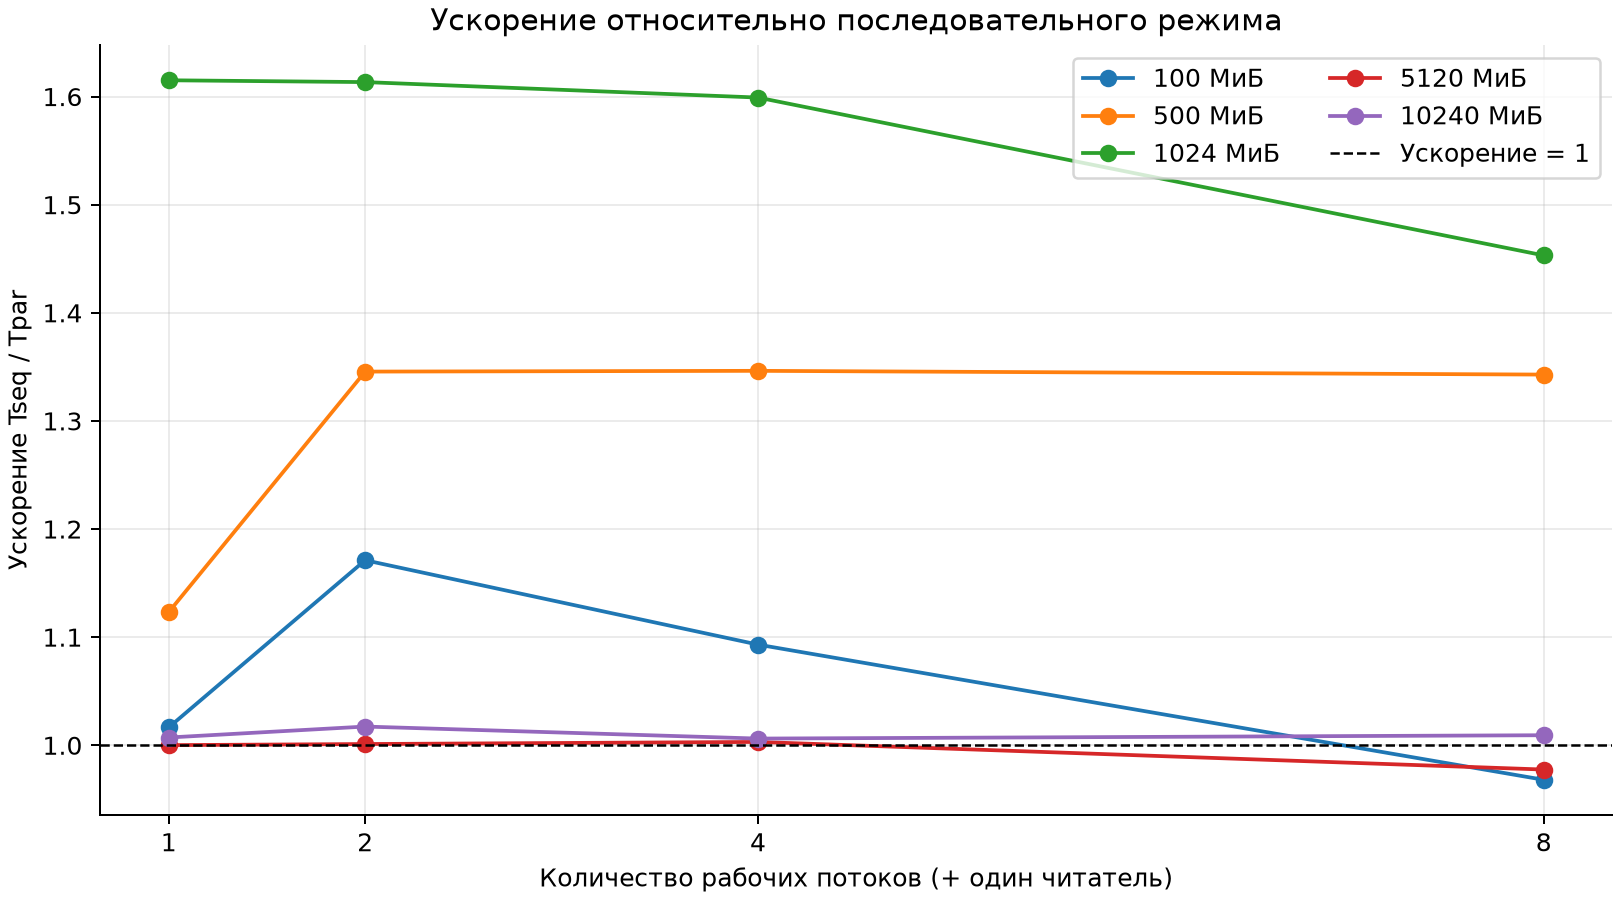 Ускорение относительно последовательного режима
Ускорение Tseq / Tpar
1.6
1.5
1.4
1.3
1.2
1.1
1.0
100 МиБ
500 МиБ
1024 МиБ
5120 МиБ
10240 МиБ
Ускорение = 1
1 2 4 8
Количество рабочих потоков (+ один читатель)